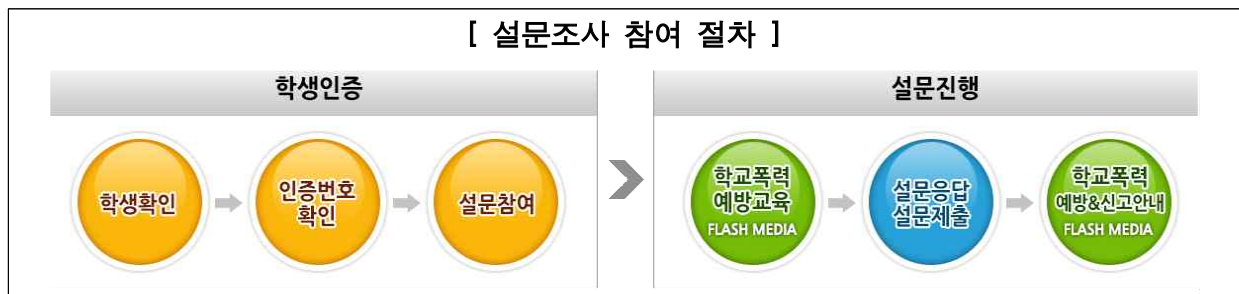 [ 설문조사 참여 절차 ]
학생인증
학생확인
인증번호
확인
설문참여
설문진행
학교폭력
예방교육
FLASH MEDIA
설문응답
설문제출
학교폭력
예방&신고안내
FLASH MEDIA